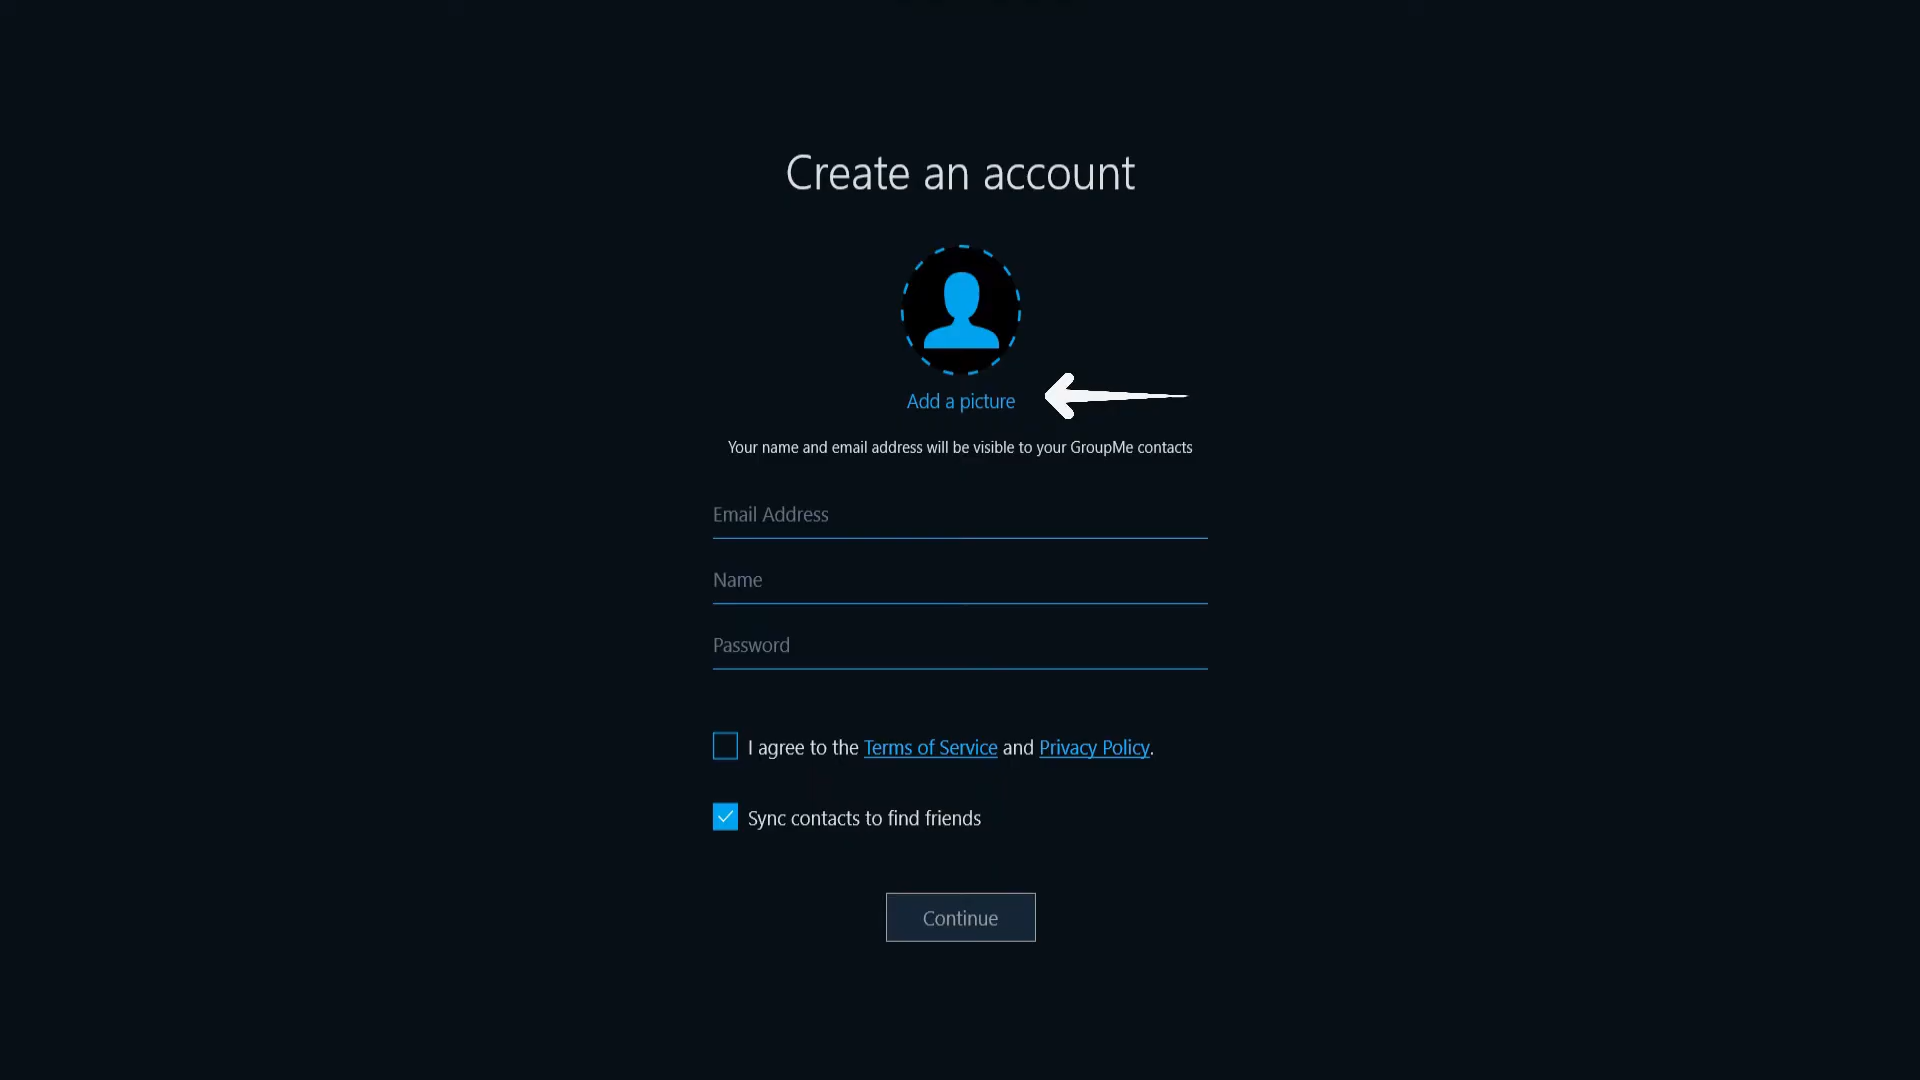 Create an account
Add a picture
Your name and email address will be visible to your GroupMe contacts
Email Address
Name
Password
I agree to the Terms of Service and Privacy Policy.
Sync contacts to find friends
Continue